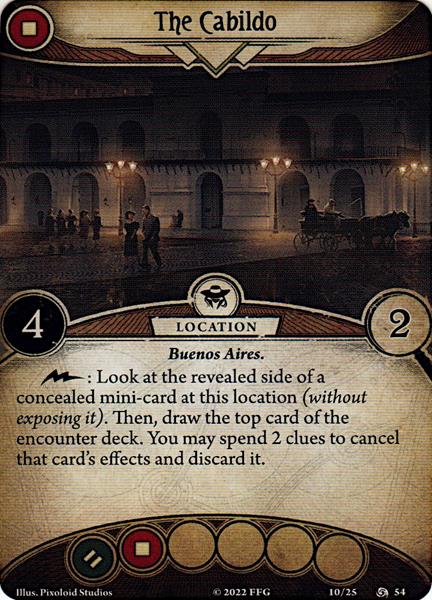 The Cabildo
4
LOCATION
2
Buenos Aires.
: Look at the revealed side of a
concealed mini-card at this location (without
exposing it). Then, draw the top card of the
encounter deck. You may spend 2 clues to cancel
that card's effects and discard it.
Illus. Pixoloid Studios © 2022 FFG 10/25 54